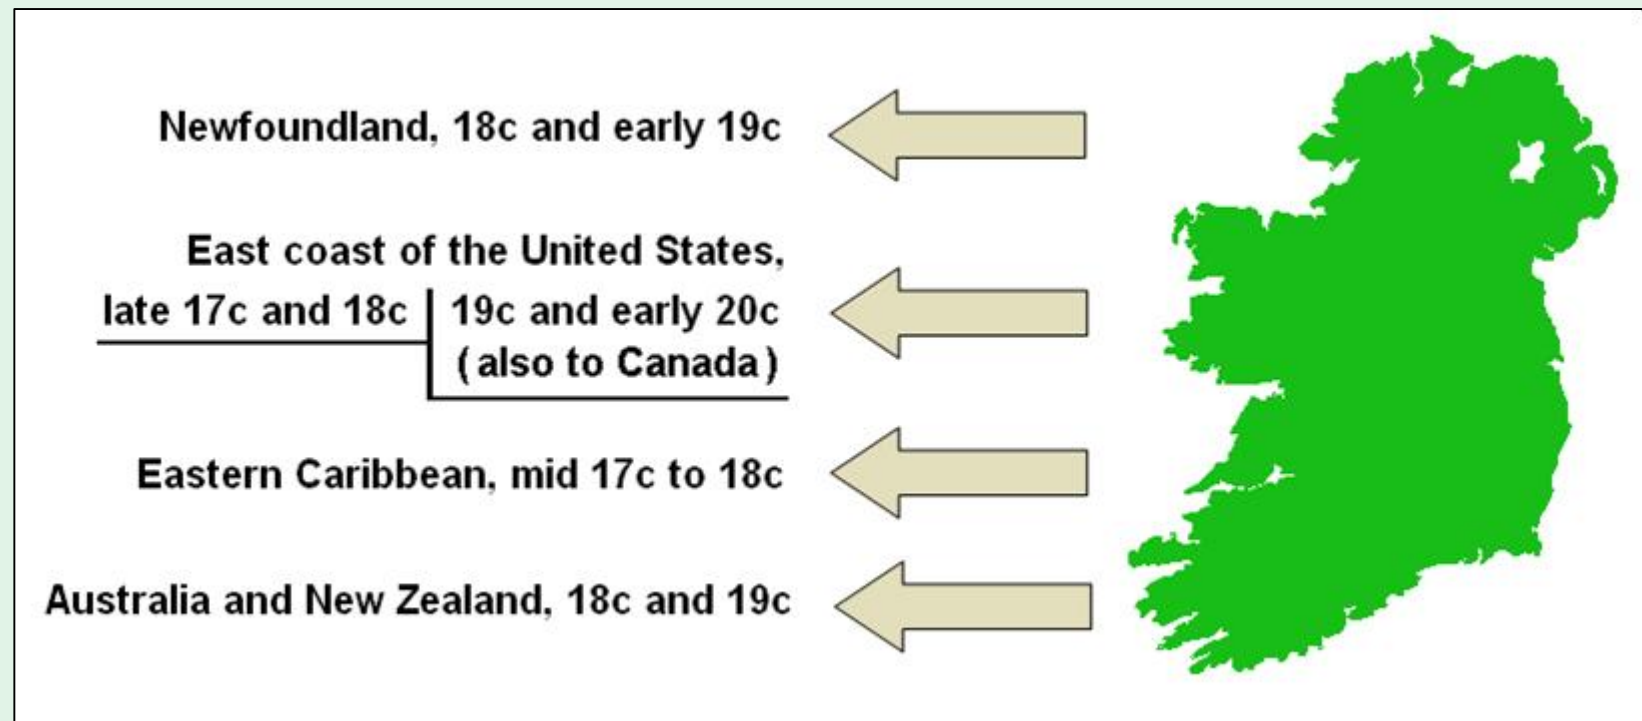 Newfoundland, 18c and early 19c
East coast of the United States,
late 17c and 18c
19c and early 20c
(also to Canada)
Eastern Caribbean, mid 17c to 18c
Australia and New Zealand, 18c and 19c